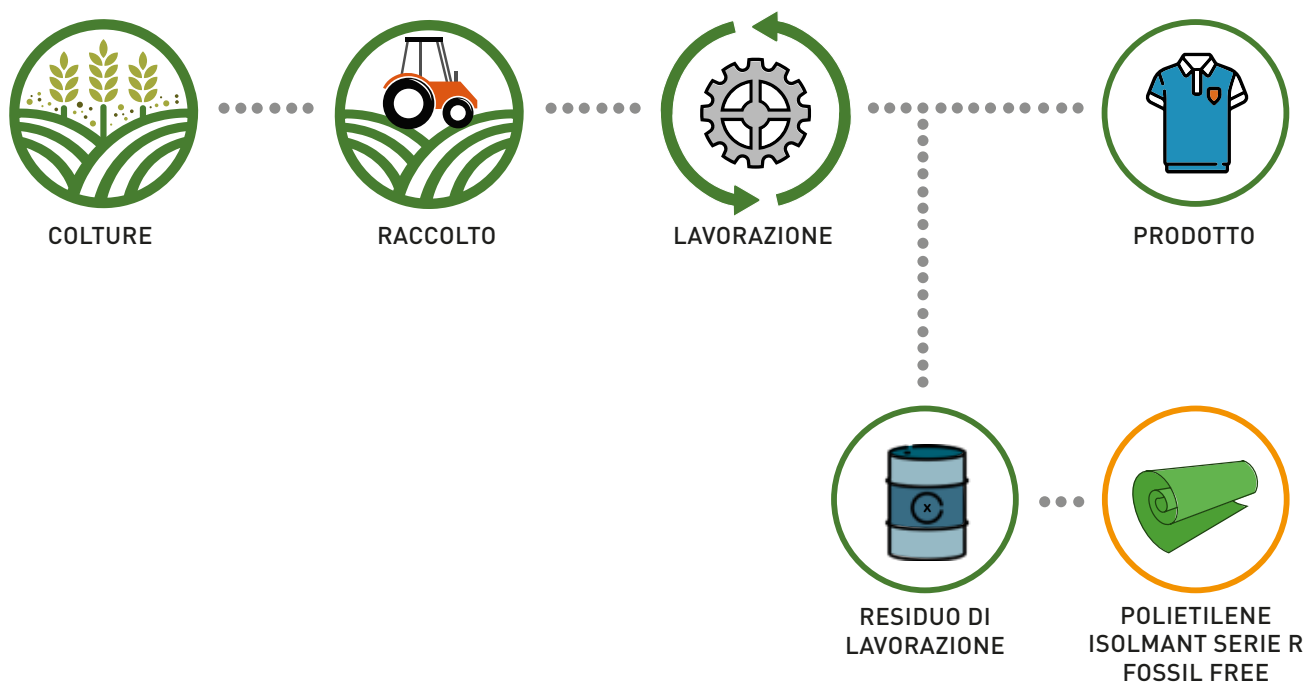 COLTURE
RACCOLTO
LAVORAZIONE
PRODOTTO
x
RESIDUO DI
LAVORAZIONE
POLIETILENE
ISOLMANT SERIE R
FOSSIL FREE